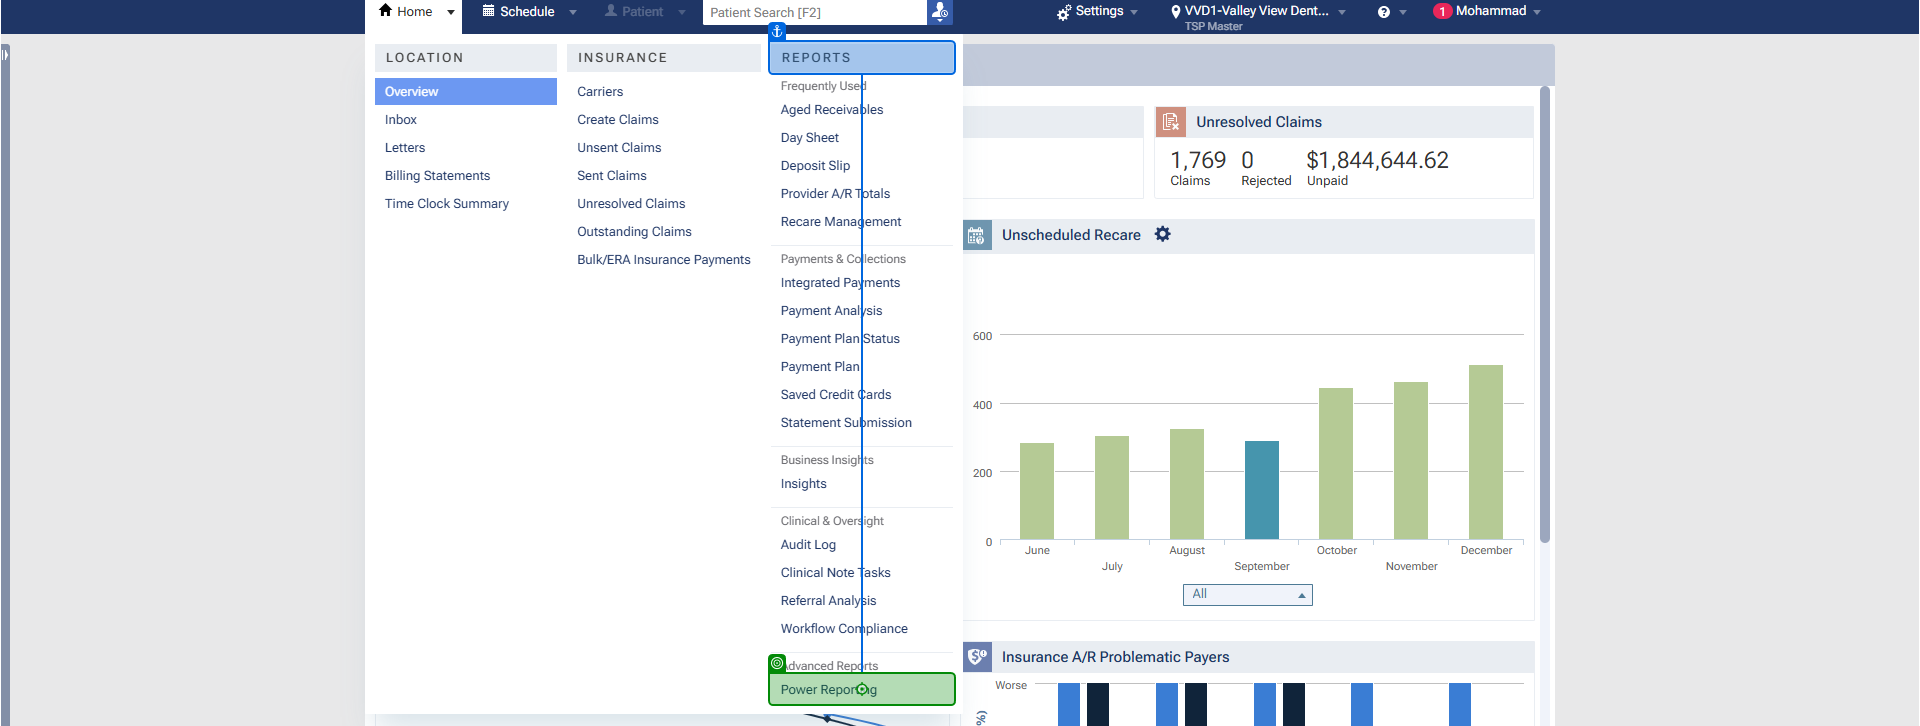 Home
Schedule
Patient
Patient Search [F2]
Settings
VVD1-Valley View Dent...
TSP Master
?
1
Mohammad
LOCATION
Overview
Inbox
Letters
Billing Statements
Time Clock Summary
INSURANCE
Carriers
Create Claims
Unsent Claims
Sent Claims
Unresolved Claims
Outstanding Claims
Bulk/ERA Insurance Payments
REPORTS
Frequently Used
Aged Receivables
Day Sheet
Deposit Slip
Provider A/R Totals
Recare Management
Payments & Collections
Integrated Payments
Payment Analysis
Payment Plan Status
Payment Plan
Saved Credit Cards
Statement Submission
Business Insights
Insights
Clinical & Oversight
Audit Log
Clinical Note Tasks
Referral Analysis
Workflow Compliance
Advanced Reports
Power Reporting
Unresolved Claims
1,769 0 $1,844,644.62
Claims Rejected Unpaid
Unscheduled Recare
600
400
200
0
June
July
August
September
October
November
December
All
Insurance A/R Problematic Payers
Worse
%)